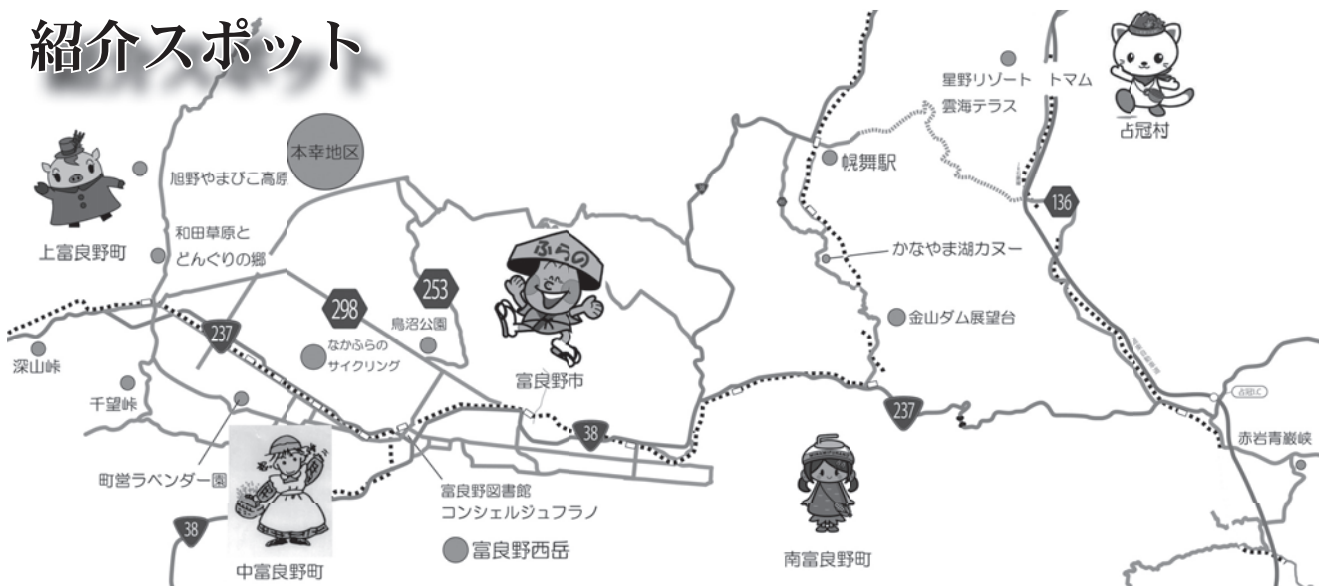 紹介スポット
星野リゾート　トマム
雲海テラス
占冠村
本幸地区
旭野やまびこ高原
幌舞駅
136
上富良野町
和田草原と
どんぐりの郷
ふらの
かなやま湖カヌー
253
298
237
鳥沼公園
なかふらの
サイクリング
金山ダム展望台
深山峠
千望峠
富良野市
237
占冠IC
38
赤岩青巌峡
町営ラベンダー園
富良野図書館
コンシェルジュフラノ
38
富良野西岳
中富良野町
南富良野町